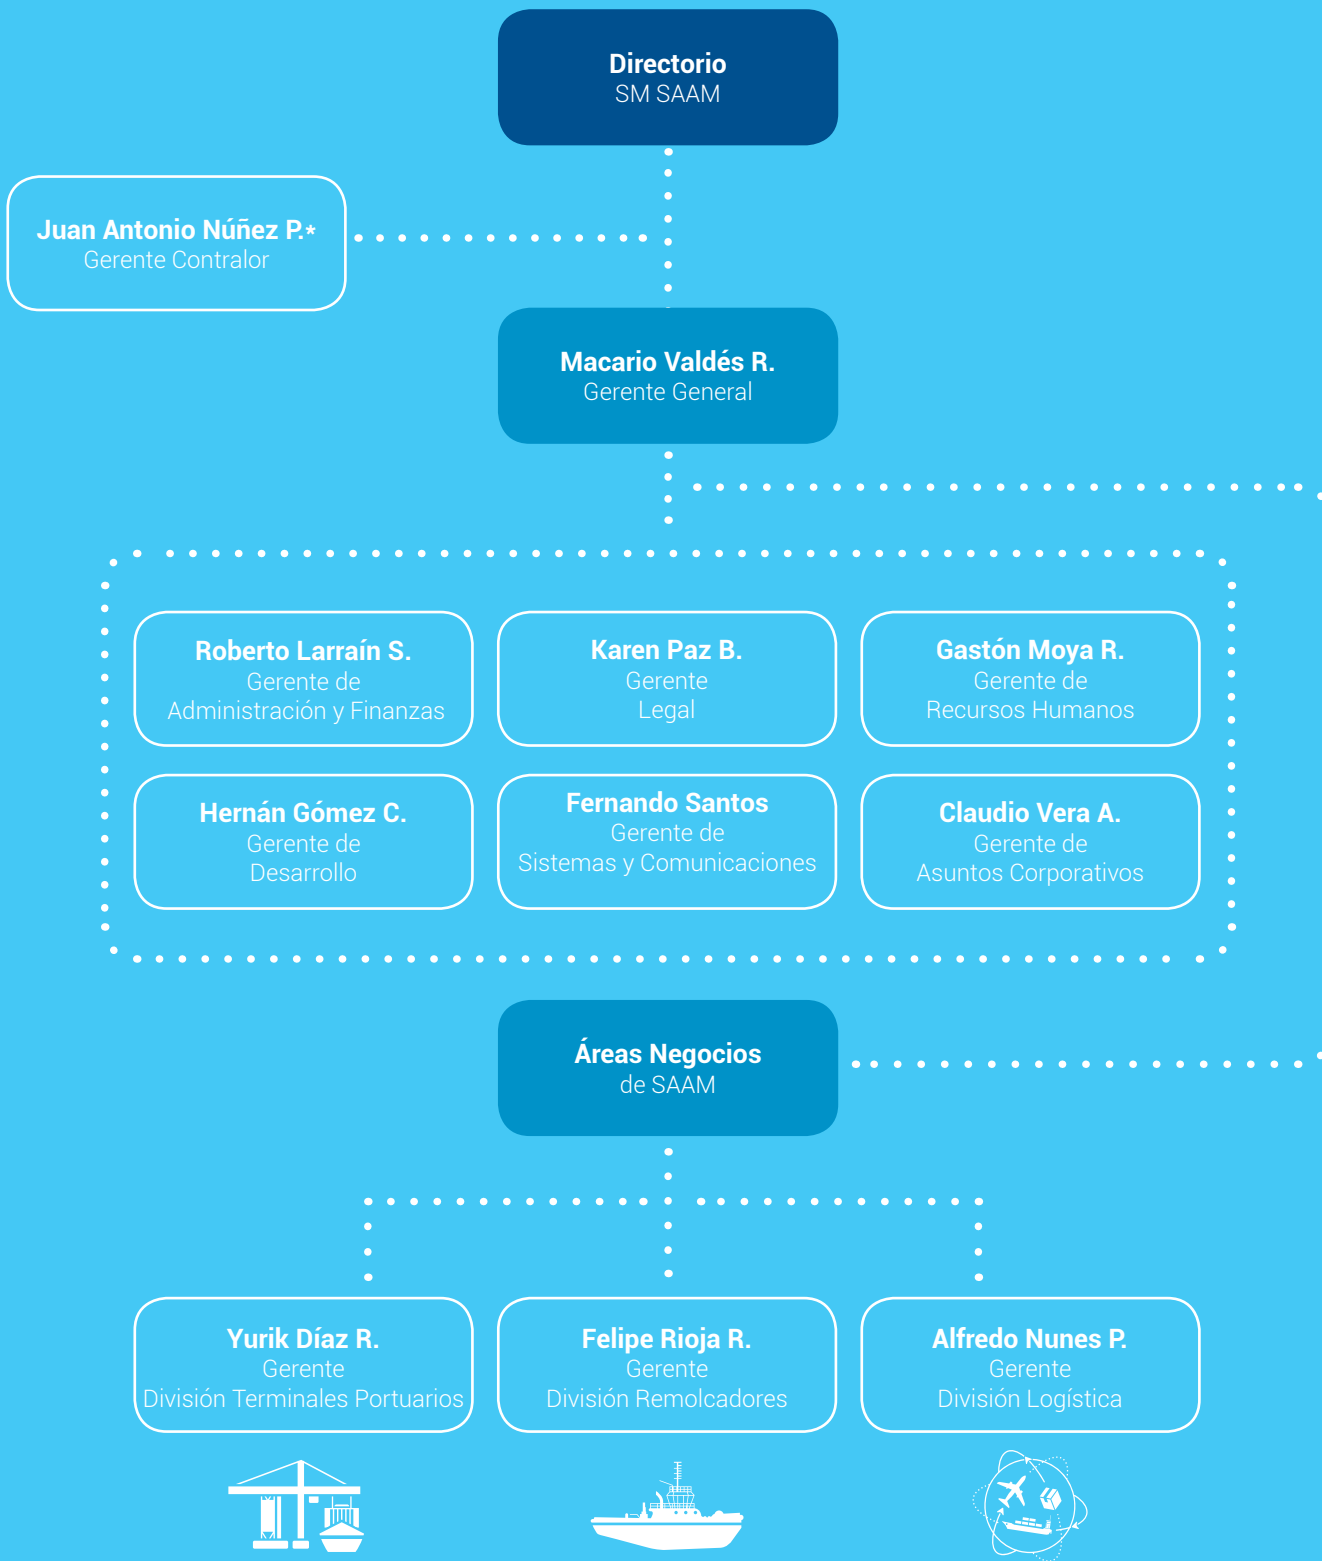 Directorio
SM SAAM
Juan Antonio Núñez P.*
Gerente Contralor
Macario Valdés R.
Gerente General
Roberto Larraín S.
Gerente de
Administración y Finanzas
Karen Paz B.
Gerente
Legal
Gastón Moya R.
Gerente de
Recursos Humanos
Hernán Gómez C.
Gerente de
Desarrollo
Fernando Santos
Gerente de
Sistemas y Comunicaciones
Claudio Vera A.
Gerente de
Asuntos Corporativos
Áreas Negocios
de SAAM
Yurik Díaz R.
Gerente
División Terminales Portuarios
Felipe Rioja R.
Gerente
División Remolcadores
Alfredo Nunes P.
Gerente
División Logística